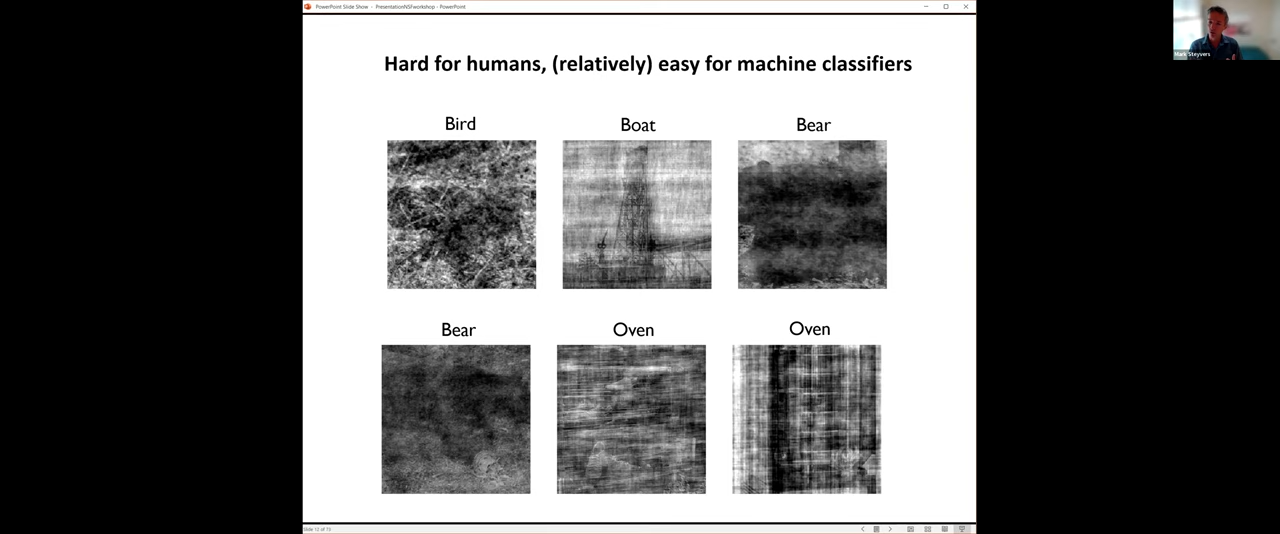 PowerPoint Slide Show - PresentationNSFworkshop - PowerPoint
Mark Steyvers
Hard for humans, (relatively) easy for machine classifiers
Bird Boat Bear
Bear Oven Oven
Slide 12 of 73